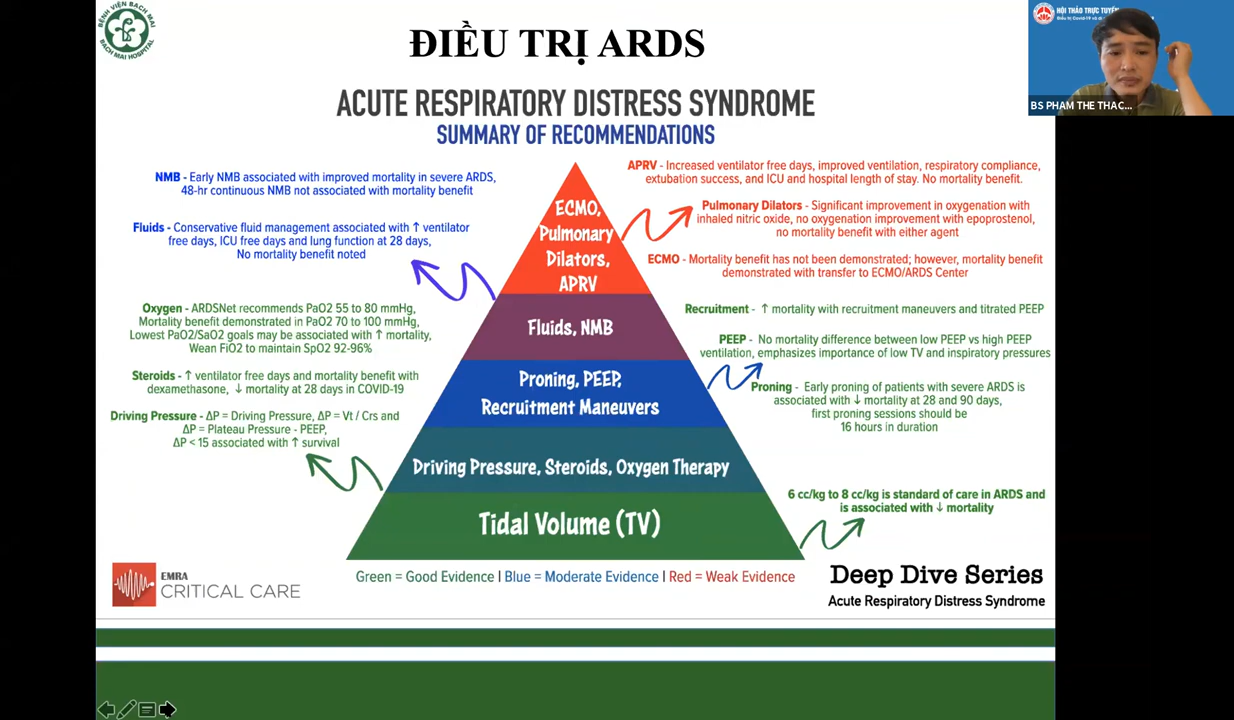 BỆNH VIỆN BẠCH MAI
BACH MAI HOSPITAL
ĐIỀU TRỊ ARDS
HỘI THẢO TRỰC TUYẾN
BS PHAM THE THAC...
ACUTE RESPIRATORY DISTRESS SYNDROME
SUMMARY OF RECOMMENDATIONS
NMB - Early NMB associated with improved mortality in severe ARDS,
48-hr continuous NMB not associated with mortality benefit
Fluids - Conservative fluid management associated with ↑ ventilator
free days, ICU free days and lung function at 28 days,
No mortality benefit noted
Oxygen - ARDSNet recommends PaO2 55 to 80 mmHg,
Mortality benefit demonstrated in PaO2 70 to 100 mmHg,
Lowest PaO2/SaO2 goals may be associated with ↑ mortality,
Wean FiO2 to maintain SpO2 92-96%
Steroids - ↑ ventilator free days and mortality benefit with
dexamethasone, ↓ mortality at 28 days in COVID-19
Driving Pressure - ΔP = Driving Pressure, ΔP = Vt / Crs and
ΔP = Plateau Pressure - PEEP,
ΔP < 15 associated with ↑ survival
ECMO,
Pulmonary
Dilators,
APRV
Fluids, NMB
Proning, PEEP,
Recruitment Maneuvers
Driving Pressure, Steroids, Oxygen Therapy
Tidal Volume (TV)
APRV - Increased ventilator free days, improved ventilation, respiratory compliance,
extubation success, and ICU and hospital length of stay. No mortality benefit.
Pulmonary Dilators - Significant improvement in oxygenation with
inhaled nitric oxide, no oxygenation improvement with epoprostenol,
no mortality benefit with either agent
ECMO - Mortality benefit has not been demonstrated; however, mortality benefit
demonstrated with transfer to ECMO/ARDS Center
Recruitment - ↑ mortality with recruitment maneuvers and titrated PEEP
PEEP - No mortality difference between low PEEP vs high PEEP
ventilation, emphasizes importance of low TV and inspiratory pressures
Proning - Early proning of patients with severe ARDS is
associated with ↓ mortality at 28 and 90 days,
first proning sessions should be
16 hours in duration
6 cc/kg to 8 cc/kg is standard of care in ARDS and
is associated with ↓ mortality
EMRA
CRITICAL CARE
Green = Good Evidence | Blue = Moderate Evidence | Red = Weak Evidence
Deep Dive Series
Acute Respiratory Distress Syndrome